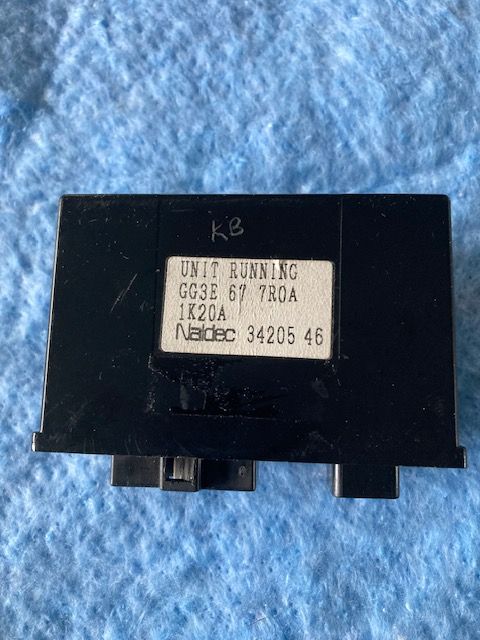 KB
UNIT RUNNING
GG3E 67 7R0A
1K20A
Naldec 34205 46